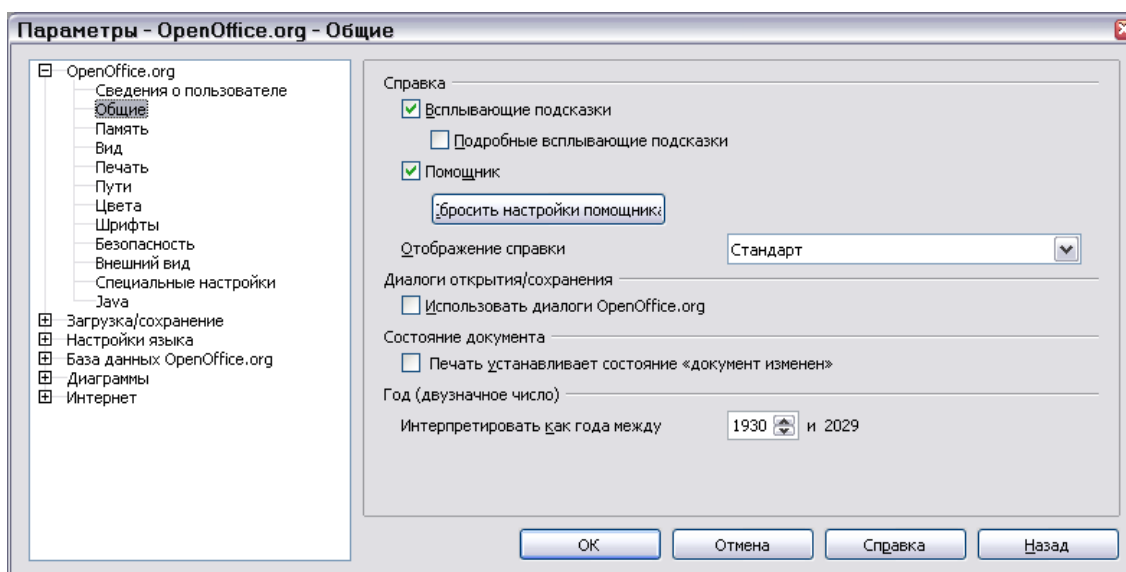 Параметры - OpenOffice.org - Общие
OpenOffice.org
Сведения о пользователе
Общие
Память
Вид
Печать
Пути
Цвета
Шрифты
Безопасность
Внешний вид
Специальные настройки
Java
Загрузка/сохранение
Настройки языка
База данных OpenOffice.org
Диаграммы
Интернет
Справка
Всплывающие подсказки
Подробные всплывающие подсказки
Помощник
бросить настройки помощника
Отображение справки
Стандарт
Диалоги открытия/сохранения
Использовать диалоги OpenOffice.org
Состояние документа
Печать устанавливает состояние «документ изменен»
Год (двузначное число)
Интерпретировать как года между 1930 и 2029
ОК
Отмена
Справка
Назад